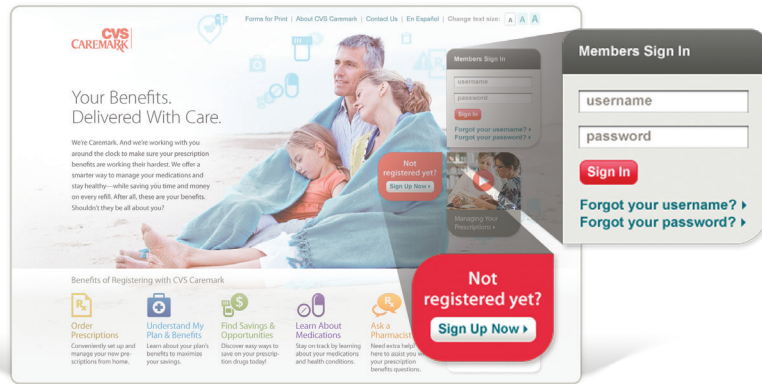 Forms for Print | About CVS Caremark | Contact Us | En Español | Change text size: A A A
CVS
CAREMARK
Your Benefits.
Delivered With Care.
We're Caremark. And we're working with you
around the clock to make sure your prescription
benefits are working their hardest. We offer a
smarter way to manage your medications and
stay healthy---while saving you time and money
on every refill. After all, these are your benefits.
Shouldn't they be all about you?
Members Sign In
username
password
Sign In
Forgot your username?
Forgot your password?
Not
registered yet?
Sign Up Now
Managing Your
Prescriptions
Members Sign In
username
password
Sign In
Forgot your username?
Forgot your password?
Not
registered yet?
Sign Up Now
Benefits of Registering with CVS Caremark
Rx
Order
Prescriptions
Conveniently set up and
manage your new pre-
scriptions from home.
Understand My
Plan & Benefits
Learn about your plan's
benefits to maximize
your savings.
$
Find Savings &
Opportunities
Discover easy ways to
save on your prescrip-
tion drugs today!
Learn About
Medications
Stay on track by learning
about your medications
and health conditions.
Rx
Ask a
Pharmacist
Need extra help?
here to assist you
your prescription
benefits questions.